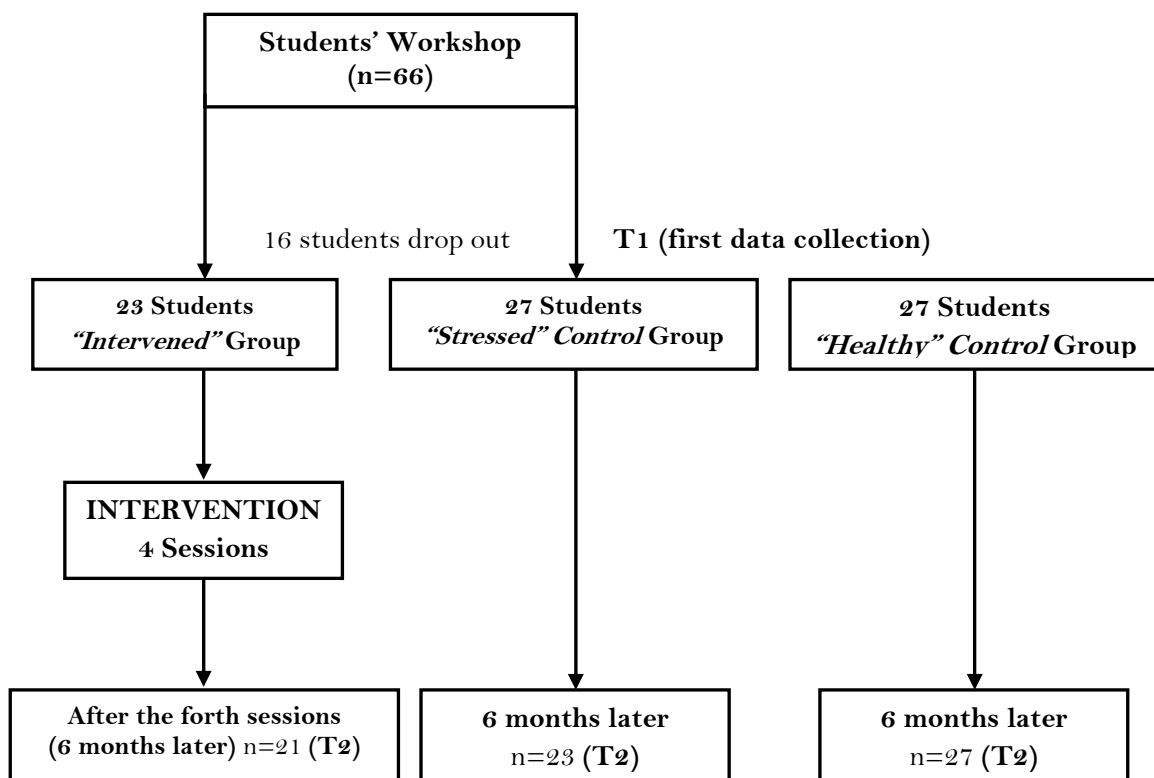 Students’ Workshop
(n=66)
16 students drop out
T1 (first data collection)
23 Students
“Intervened” Group
27 Students
“Stressed” Control Group
27 Students
“Healthy” Control Group
INTERVENTION
4 Sessions
After the forth sessions
(6 months later) n=21 (T2)
6 months later
n=23 (T2)
6 months later
n=27 (T2)